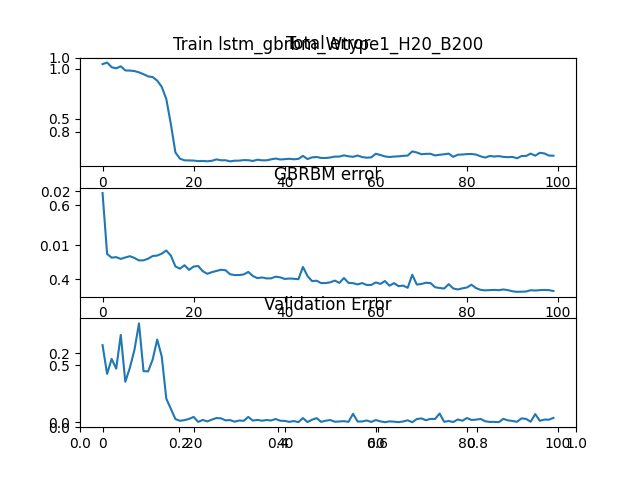 Train lstm_gbrbm_Wtype1_H20_B200
Total error
1.0
1.0
0.5
0.8
0 20 40 60 80 100
GBRBM error
0.02
0.6
0.01
0.4
0 20 40 60 80 100
Validation Error
0.2
0.5
0.0
0.0
0 20 40 60 80 100
0.0 0.2 0.4 0.6 0.8 1.0